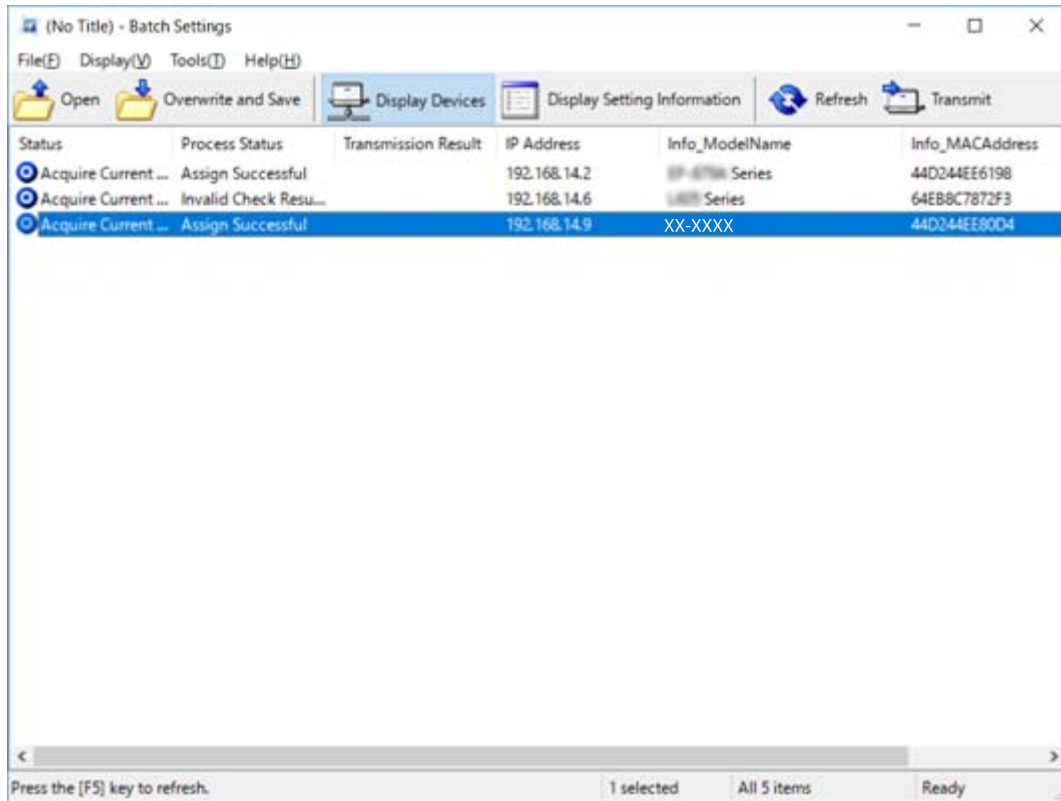 (No Title) - Batch Settings
File(F) Display(V) Tools(T) Help(H)
Open Overwrite and Save Display Devices Display Setting Information Refresh Transmit
Status Process Status Transmission Result IP Address Info_ModelName Info_MACAddress
Acquire Current ... Assign Successful 192.168.14.2 Series 44D244EE6198
Acquire Current ... Invalid Check Resu... 192.168.14.6 Series 64EB8C7872F3
Acquire Current ... Assign Successful 192.168.14.9 XX-XXXX 44D244EE80D4
Press the [F5] key to refresh. 1 selected All 5 items Ready